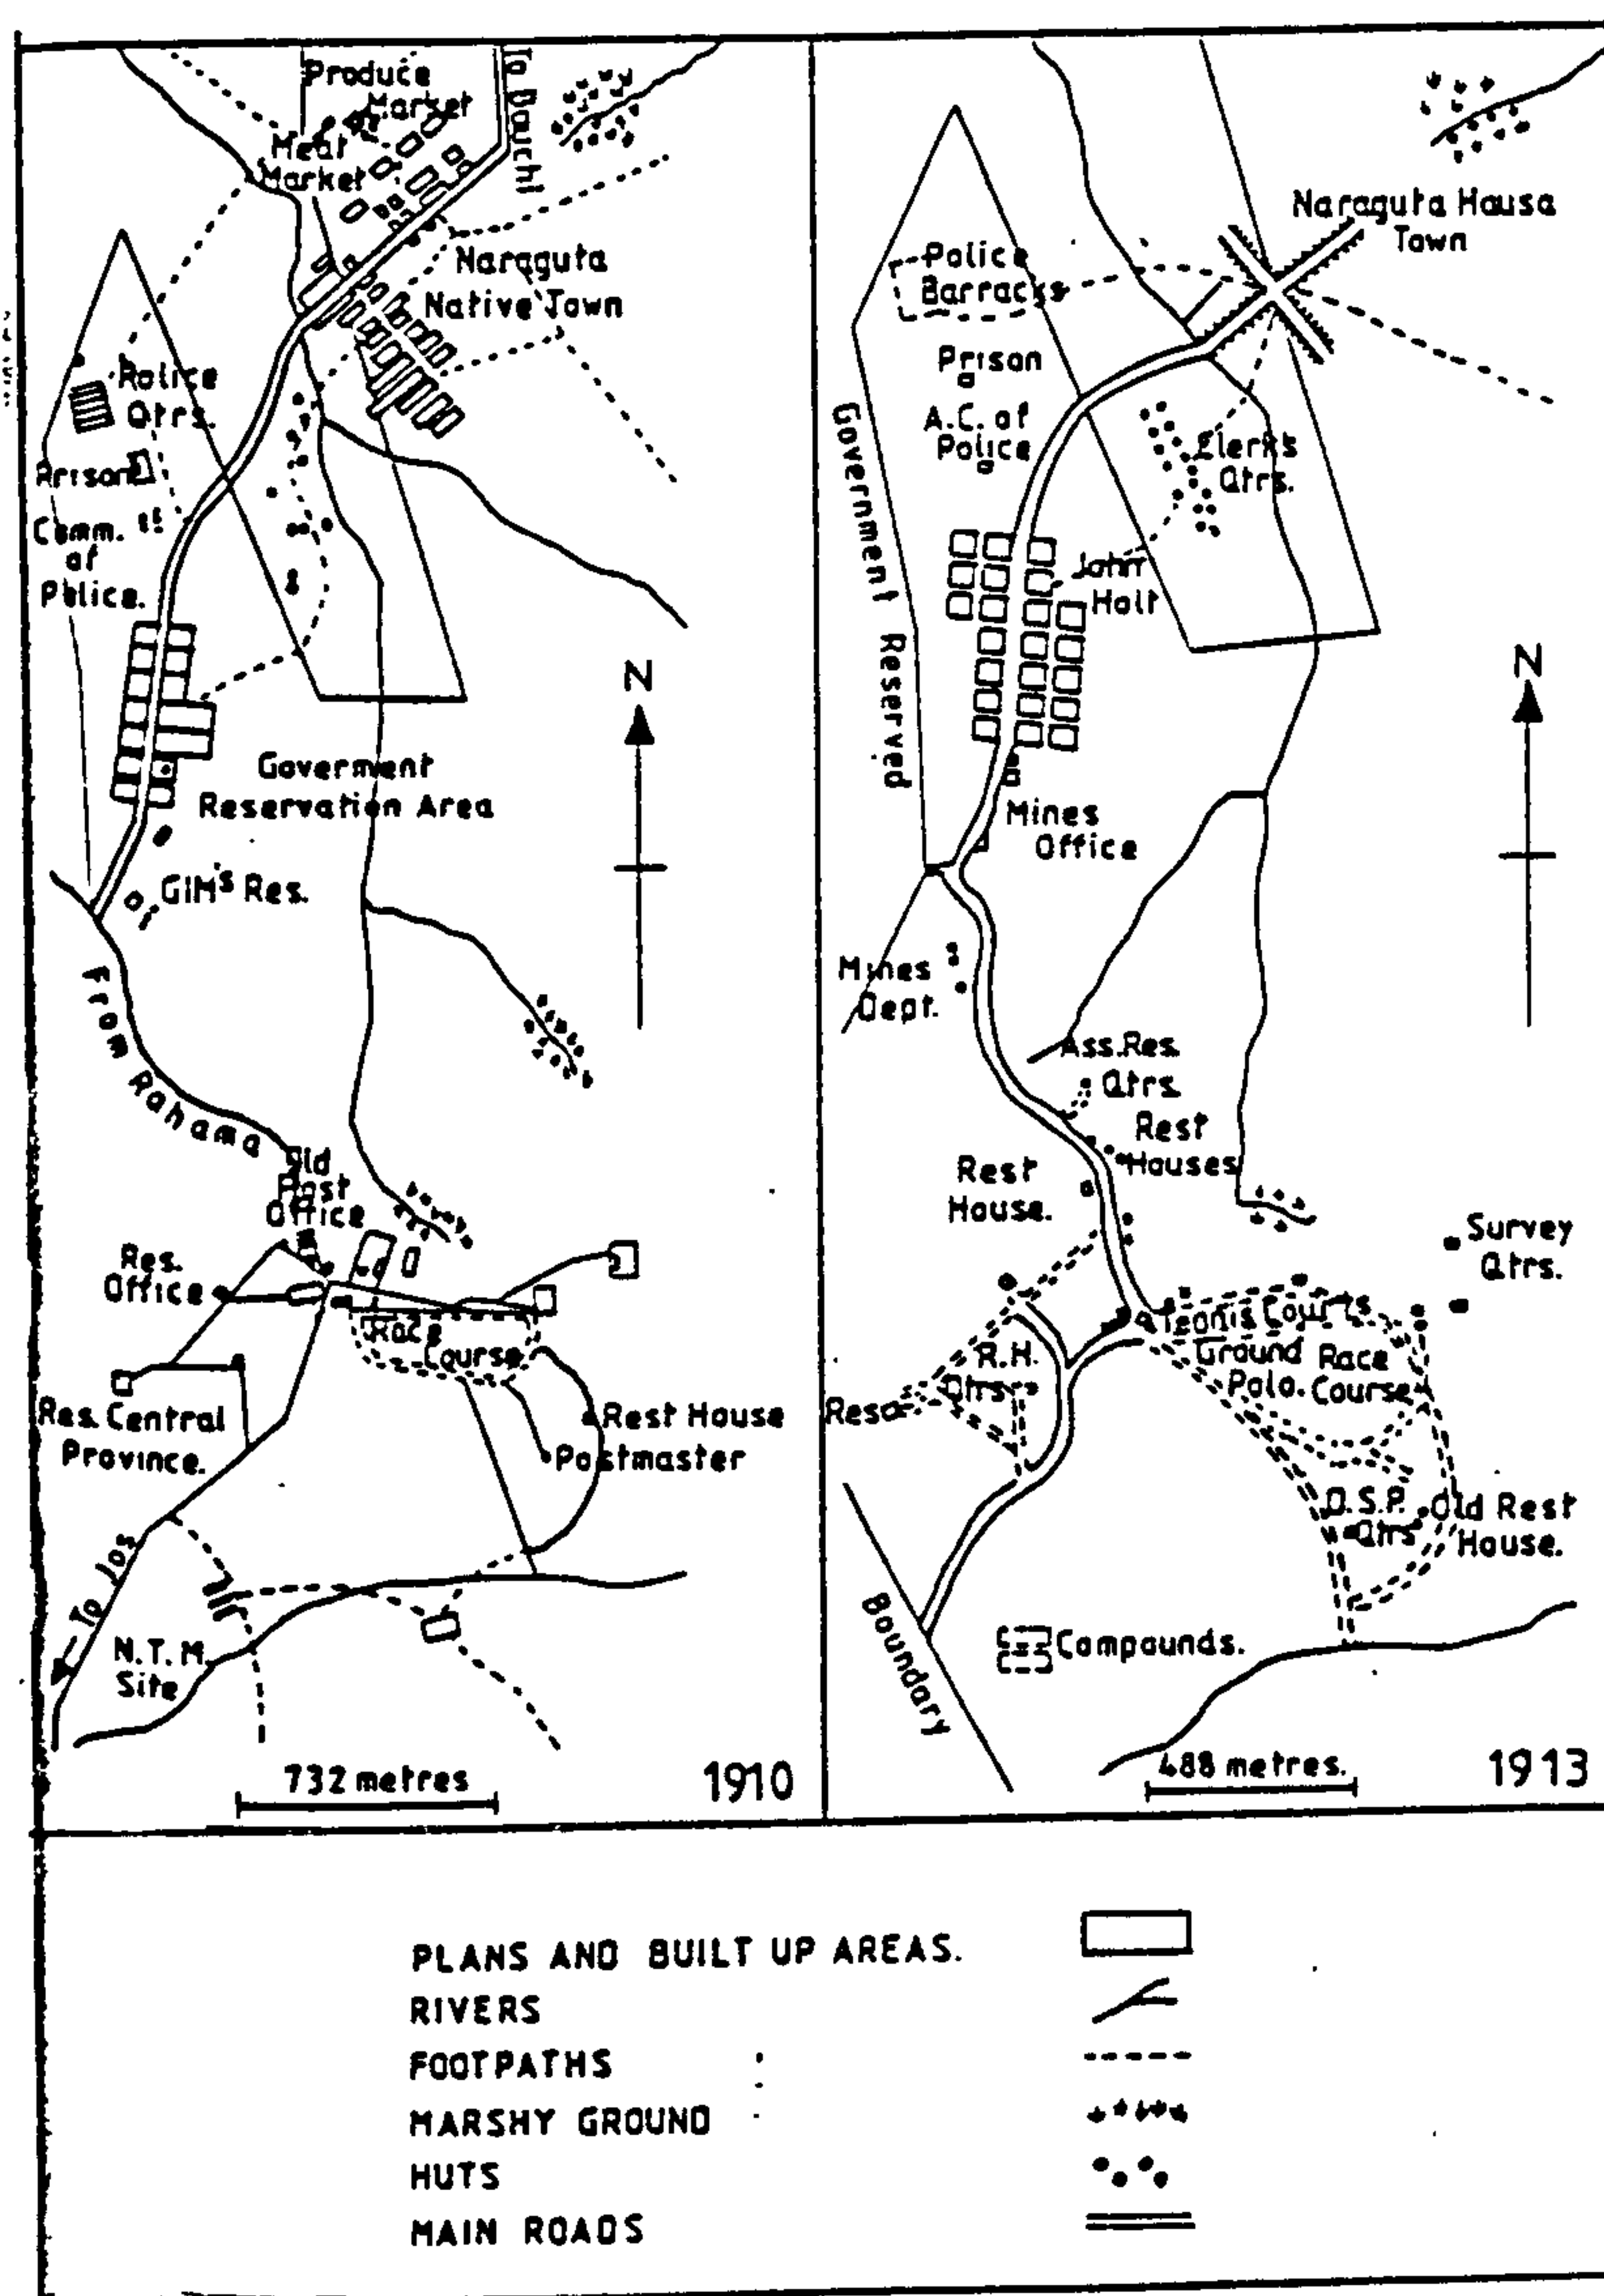 Produce
Market
Meat
Market
To Bauchi
Naraguta
Native Town
Police
Qtrs.
Prison
Comm.
of
Police.
Goverment
Reservation Area
GIM's Res.
N
From Rahama
Old
Post
Office
Res.
Office
Race
Course
Res. Central
Province.
Rest House
Postmaster
To Jos
N.T.M.
Site
732 metres
1910
Naraguta Hausa
Town
Police
Barracks
Prison
A.C. of
Police
Clerks
Qtrs.
John
Holt
Government Reserved
N
Mines
Office
Mines
Dept.
Ass. Res.
Qtrs.
Rest
Houses
Rest
House.
Survey
Qtrs.
Tennis Courts
Ground Race
Polo. Course
R.H.
Qtrs
Res
D.S.P.
Qtrs
Old Rest
House.
Boundary
Compounds.
488 metres.
1913
PLANS AND BUILT UP AREAS.
RIVERS
FOOTPATHS
MARSHY GROUND
HUTS
MAIN ROADS